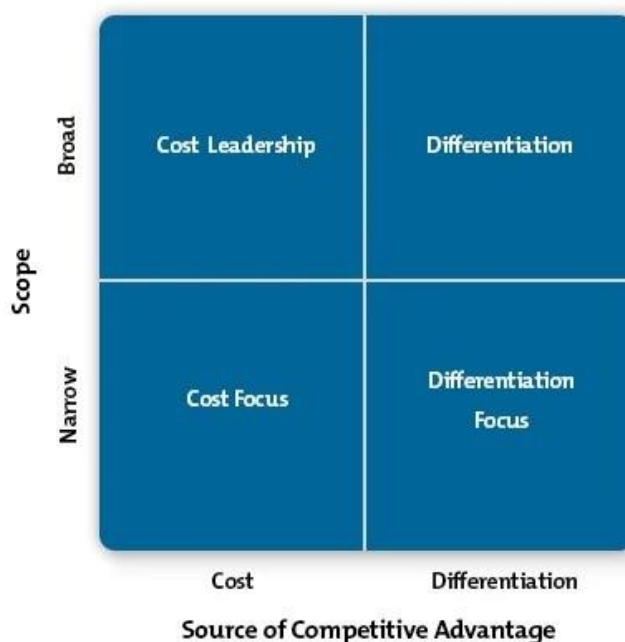 Scope
Broad
Cost Leadership
Differentiation
Narrow
Cost Focus
Differentiation
Focus
Cost
Differentiation
Source of Competitive Advantage